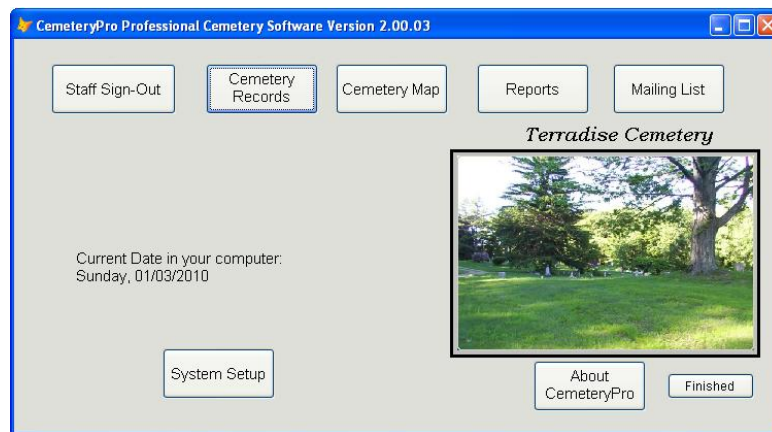 CemeteryPro Professional Cemetery Software Version 2.00.03
Staff Sign-Out
Cemetery
Records
Cemetery Map
Reports
Mailing List
Terradise Cemetery
Current Date in your computer:
Sunday, 01/03/2010
System Setup
About
CemeteryPro
Finished